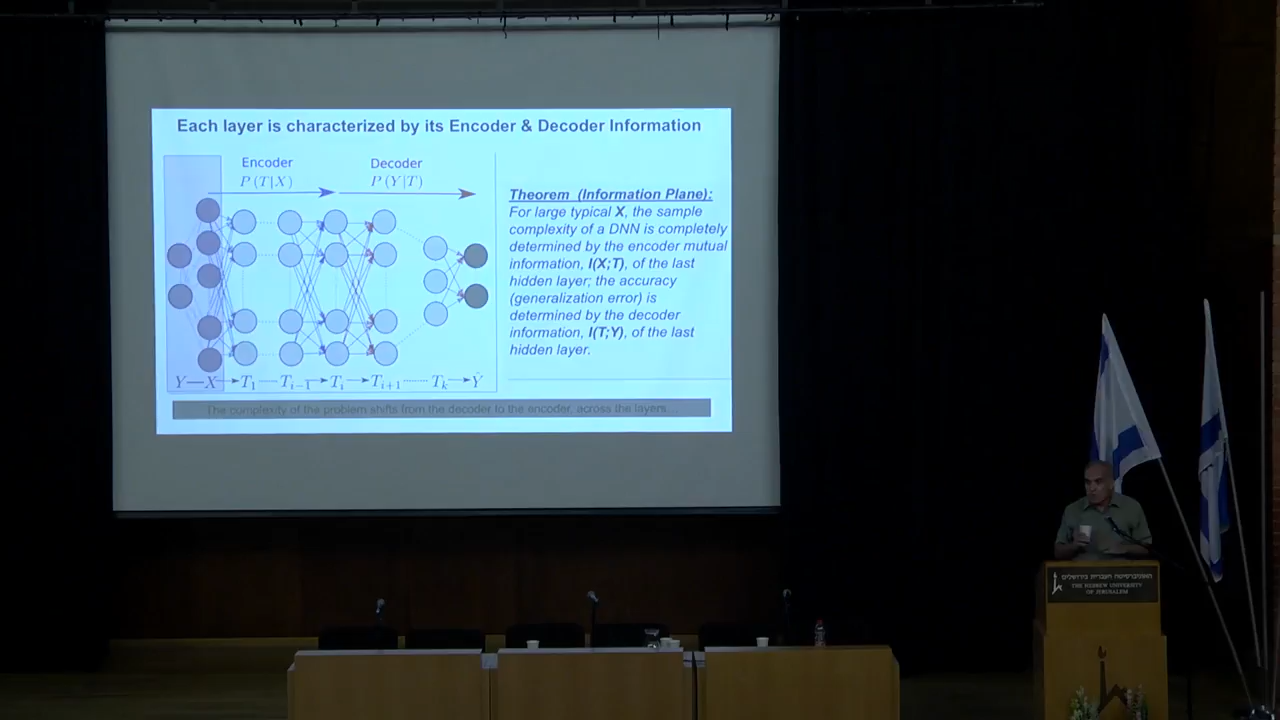 Each layer is characterized by its Encoder & Decoder Information
Encoder
P (T|X)
Decoder
P (Y|T)
Y—X→T₁—Tᵢ₋₁→Tᵢ→Tᵢ₊₁······Tₖ→Ŷ
Theorem (Information Plane):
For large typical X, the sample
complexity of a DNN is completely
determined by the encoder mutual
information, I(X;T), of the last
hidden layer; the accuracy
(generalization error) is
determined by the decoder
information, I(T;Y), of the last
hidden layer.
The complexity of the problem shifts from the decoder to the encoder, across the layers...
האוניברסיטה העברית בירושלים
THE HEBREW UNIVERSITY
OF JERUSALEM